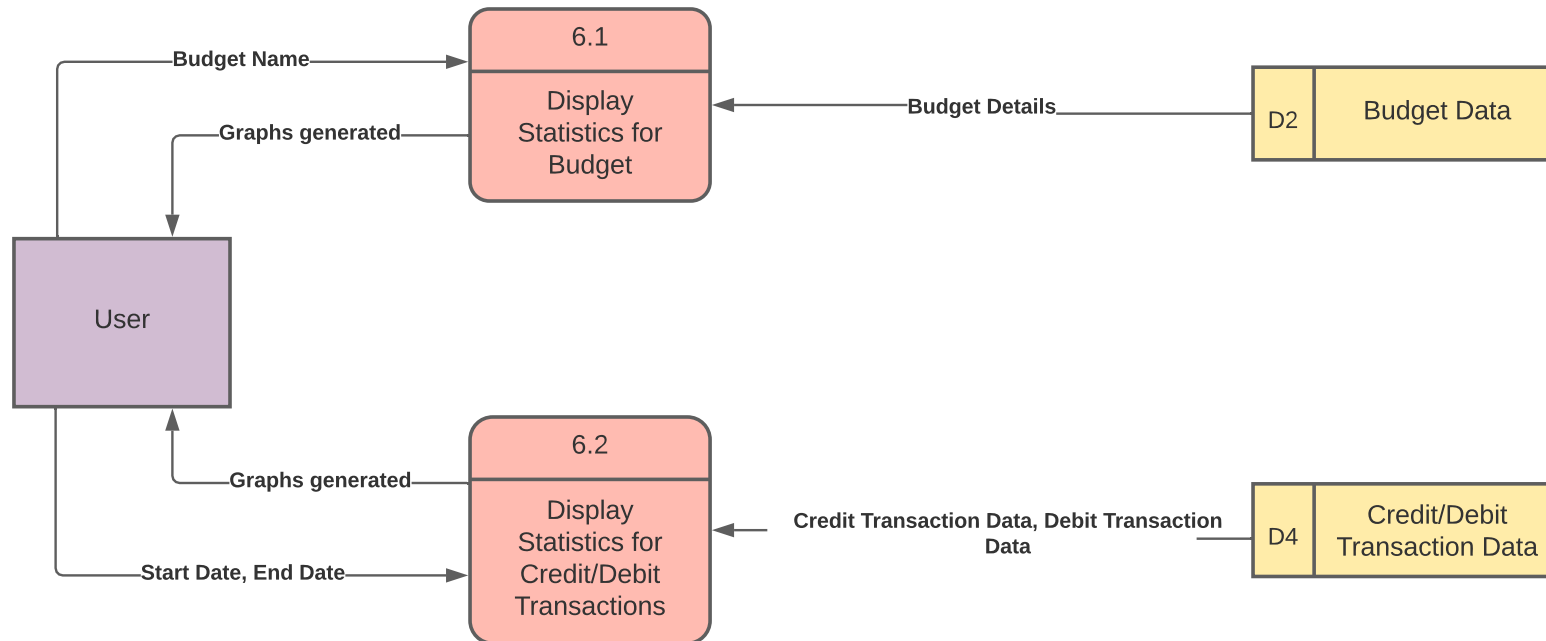 6.1
Budget Name
Display
Statistics for
Budget
Graphs generated
Budget Details
D2
Budget Data
User
6.2
Graphs generated
Display
Statistics for
Credit/Debit
Transactions
Start Date, End Date
Credit Transaction Data, Debit Transaction
Data
D4
Credit/Debit
Transaction Data